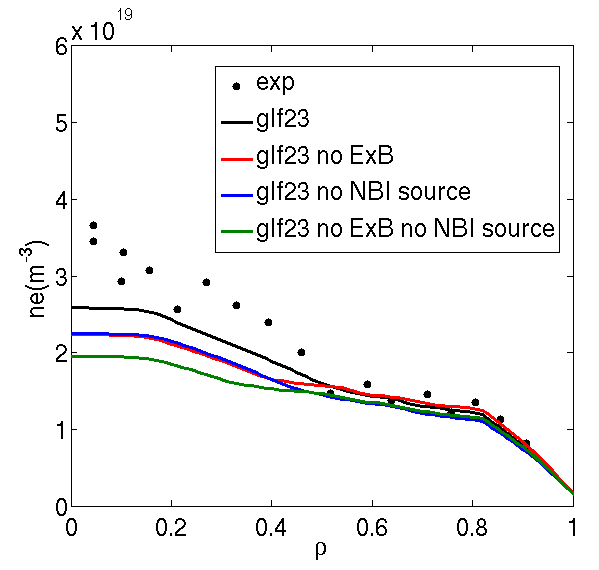 x 10^19
6
5
4
3
2
1
0
ne(m^-3)
exp
glf23
glf23 no ExB
glf23 no NBI source
glf23 no ExB no NBI source
0 0.2 0.4 0.6 0.8 1
ρ